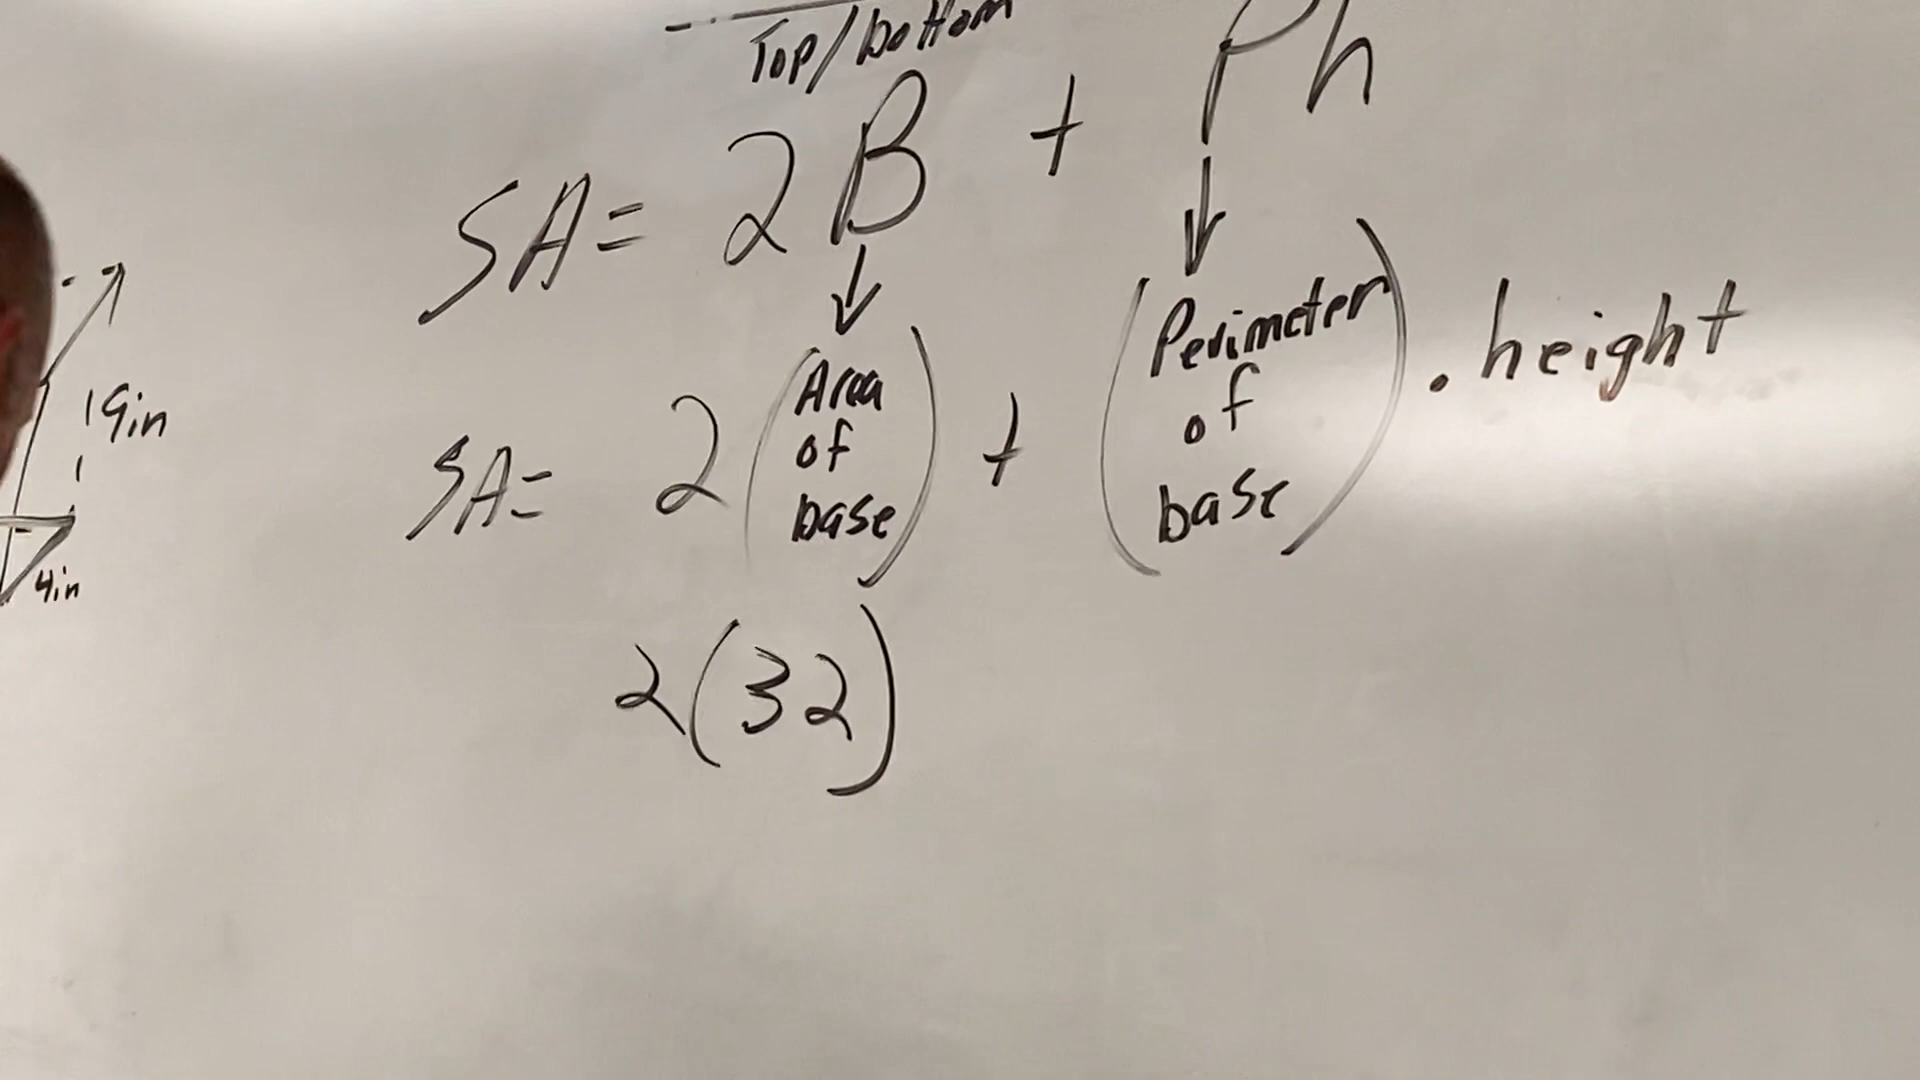 Top/bottom
SA= 2B + Ph
SA= 2(Area of base) + (Perimeter of base) . height
2(32)
9in
4in